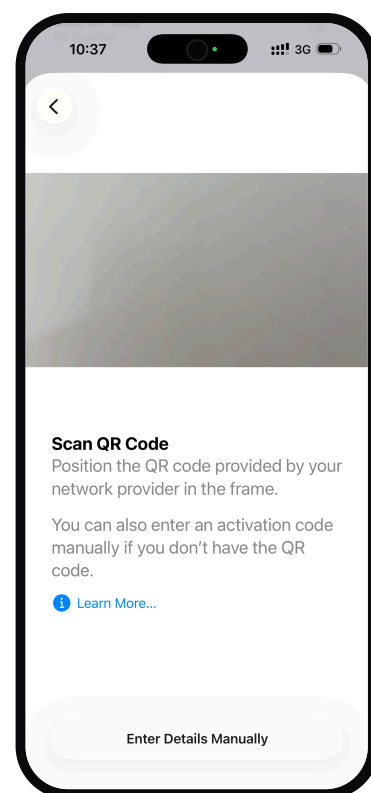 10:37
3G
Scan QR Code
Position the QR code provided by your
network provider in the frame.
You can also enter an activation code
manually if you don’t have the QR
code.
Learn More...
Enter Details Manually